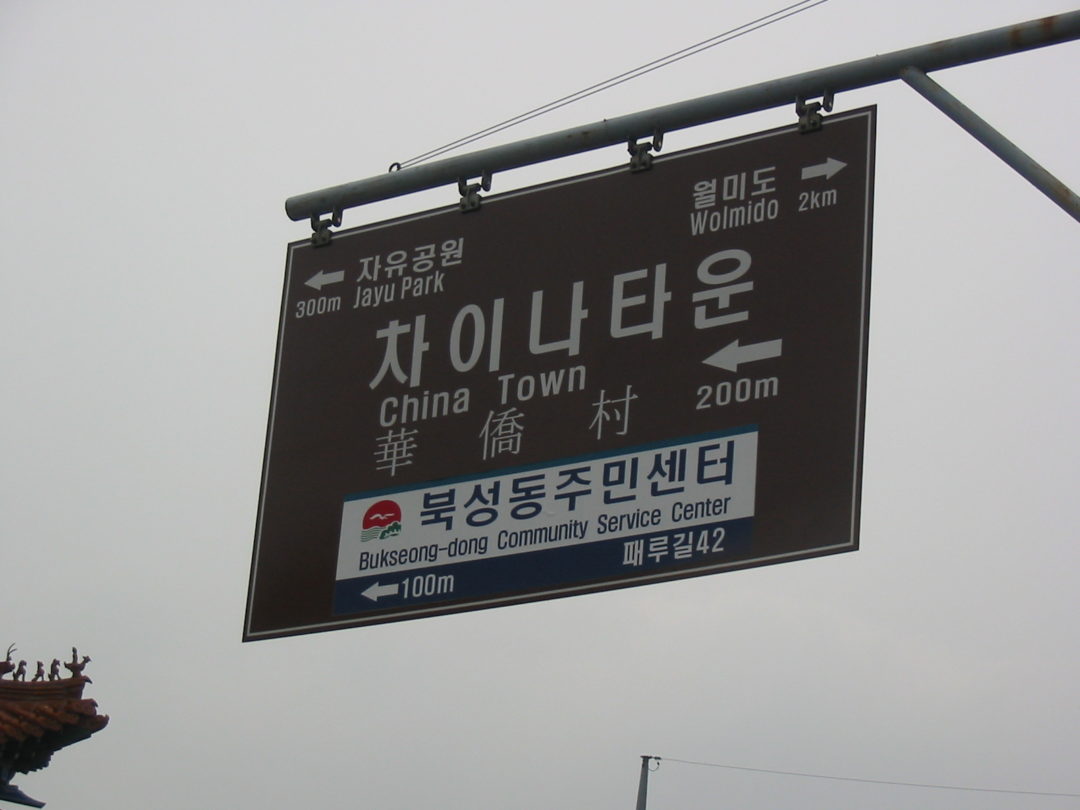 월미도
Wolmido
2km
자유공원
Jayu Park
300m
차이나타운
China Town
200m
華僑村
북성동주민센터
Bukseong-dong Community Service Center
패루길42
100m